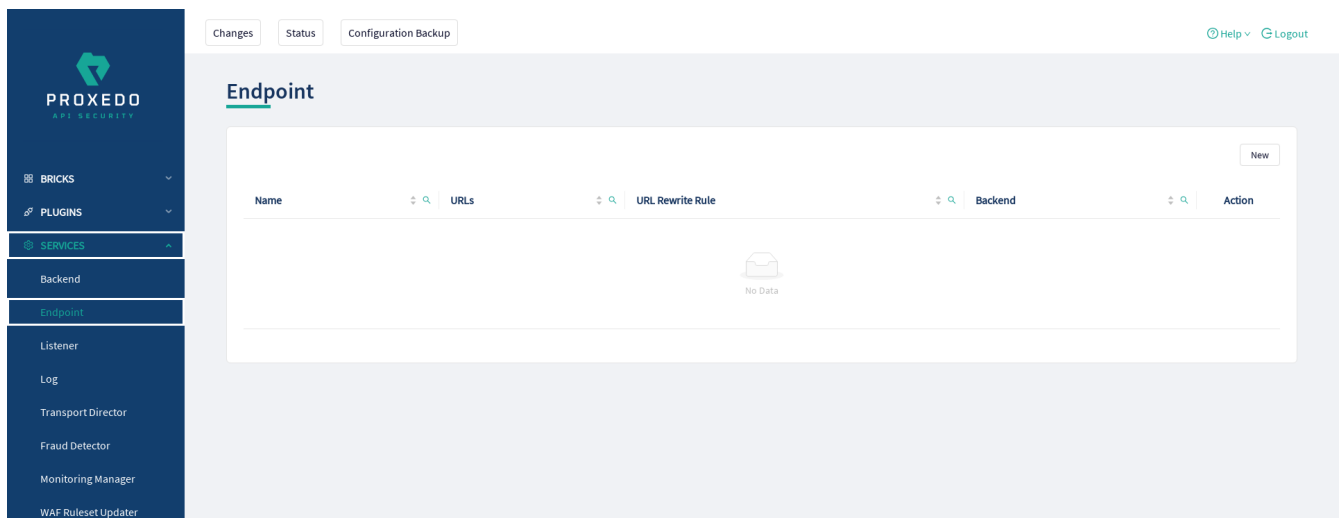 Changes Status Configuration Backup Help Logout
PROXEDO
API SECURITY
BRICKS
PLUGINS
SERVICES
Backend
Endpoint
Listener
Log
Transport Director
Fraud Detector
Monitoring Manager
WAF Ruleset Updater
Endpoint
New
Name URLs URL Rewrite Rule Backend Action
No Data